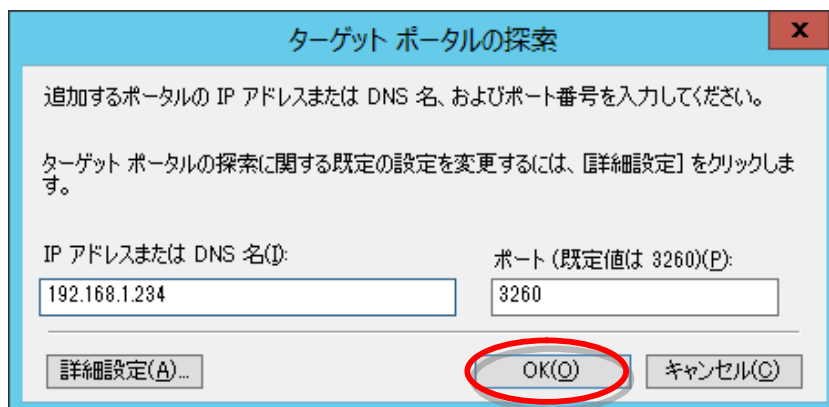 ターゲット ポータルの探索
x
追加するポータルの IP アドレスまたは DNS 名、およびポート番号を入力してください。
ターゲット ポータルの探索に関する既定の設定を変更するには、[詳細設定] をクリックしま
す。
IP アドレスまたは DNS 名(I):
ポート (既定値は 3260)(P):
192.168.1.234
3260
詳細設定(A)...
OK(O)
キャンセル(C)